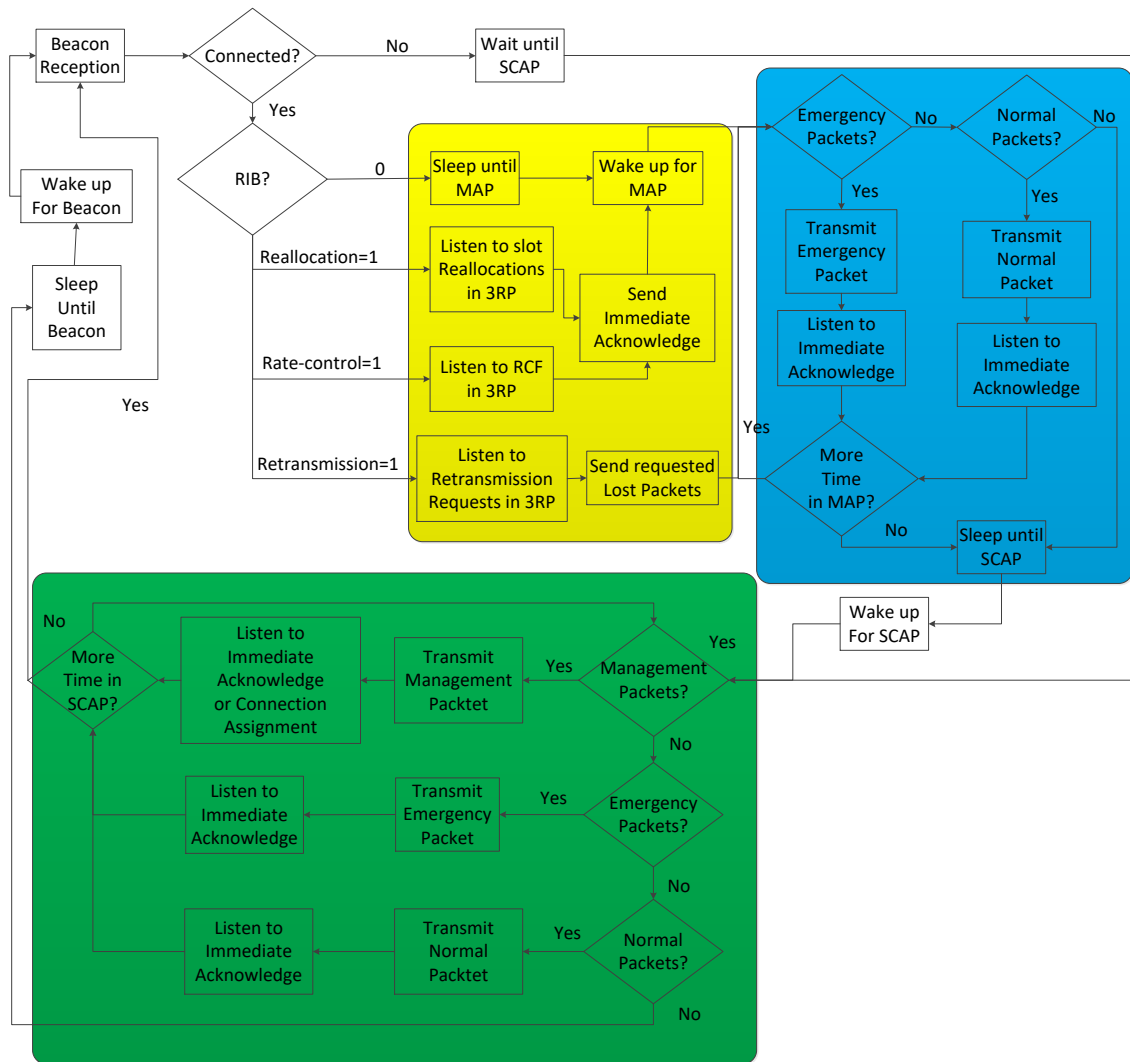 Beacon
Reception
Connected?
No
Wait until
SCAP
Yes
RIB?
0
Sleep until
MAP
Wake up for
MAP
Emergency
Packets?
No
Normal
Packets?
No
Wake up
For Beacon
Sleep
Until
Beacon
Yes
Reallocation=1
Listen to slot
Reallocations
in 3RP
Send
Immediate
Acknowledge
Rate-control=1
Listen to RCF
in 3RP
Retransmission=1
Listen to
Retransmission
Requests in 3RP
Send requested
Lost Packets
Yes
Yes
Transmit
Emergency
Packet
Listen to
Immediate
Acknowledge
Yes
Transmit
Normal
Packet
Listen to
Immediate
Acknowledge
More
Time
in MAP?
No
Sleep until
SCAP
Wake up
For SCAP
No
More
Time in
SCAP?
Listen to
Immediate
Acknowledge
or Connection
Assignment
Transmit
Management
Packtet
Yes
Management
Packets?
Yes
No
Listen to
Immediate
Acknowledge
Transmit
Emergency
Packet
Yes
Emergency
Packets?
No
Listen to
Immediate
Acknowledge
Transmit
Normal
Packtet
Yes
Normal
Packets?
No